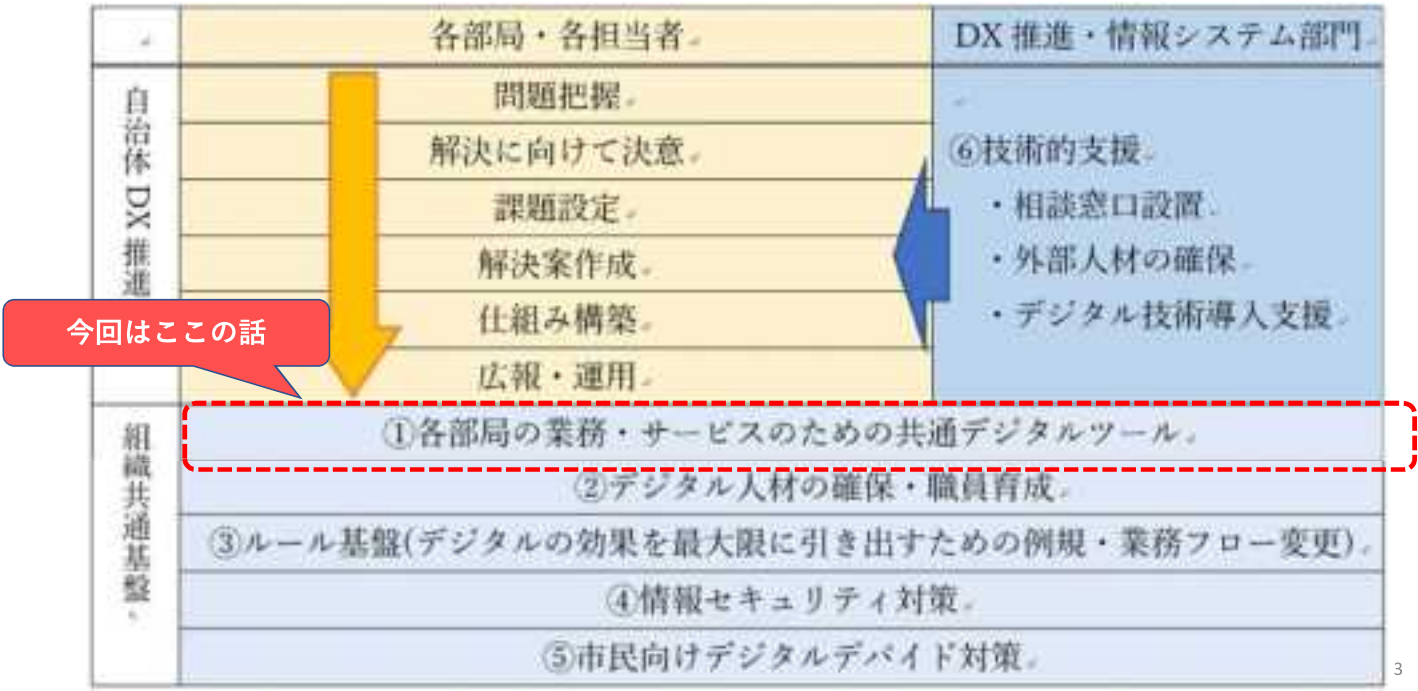 各部局・各担当者
DX 推進・情報システム部門
自治体 DX 推進
問題把握
解決に向けて決意
課題設定
解決案作成
仕組み構築
広報・運用
⑥技術的支援
・相談窓口設置
・外部人材の確保
・デジタル技術導入支援
今回はここの話
組織共通基盤
①各部局の業務・サービスのための共通デジタルツール
②デジタル人材の確保・職員育成
③ルール基盤(デジタルの効果を最大限に引き出すための例規・業務フロー変更)
④情報セキュリティ対策
⑤市民向けデジタルデバイド対策
3